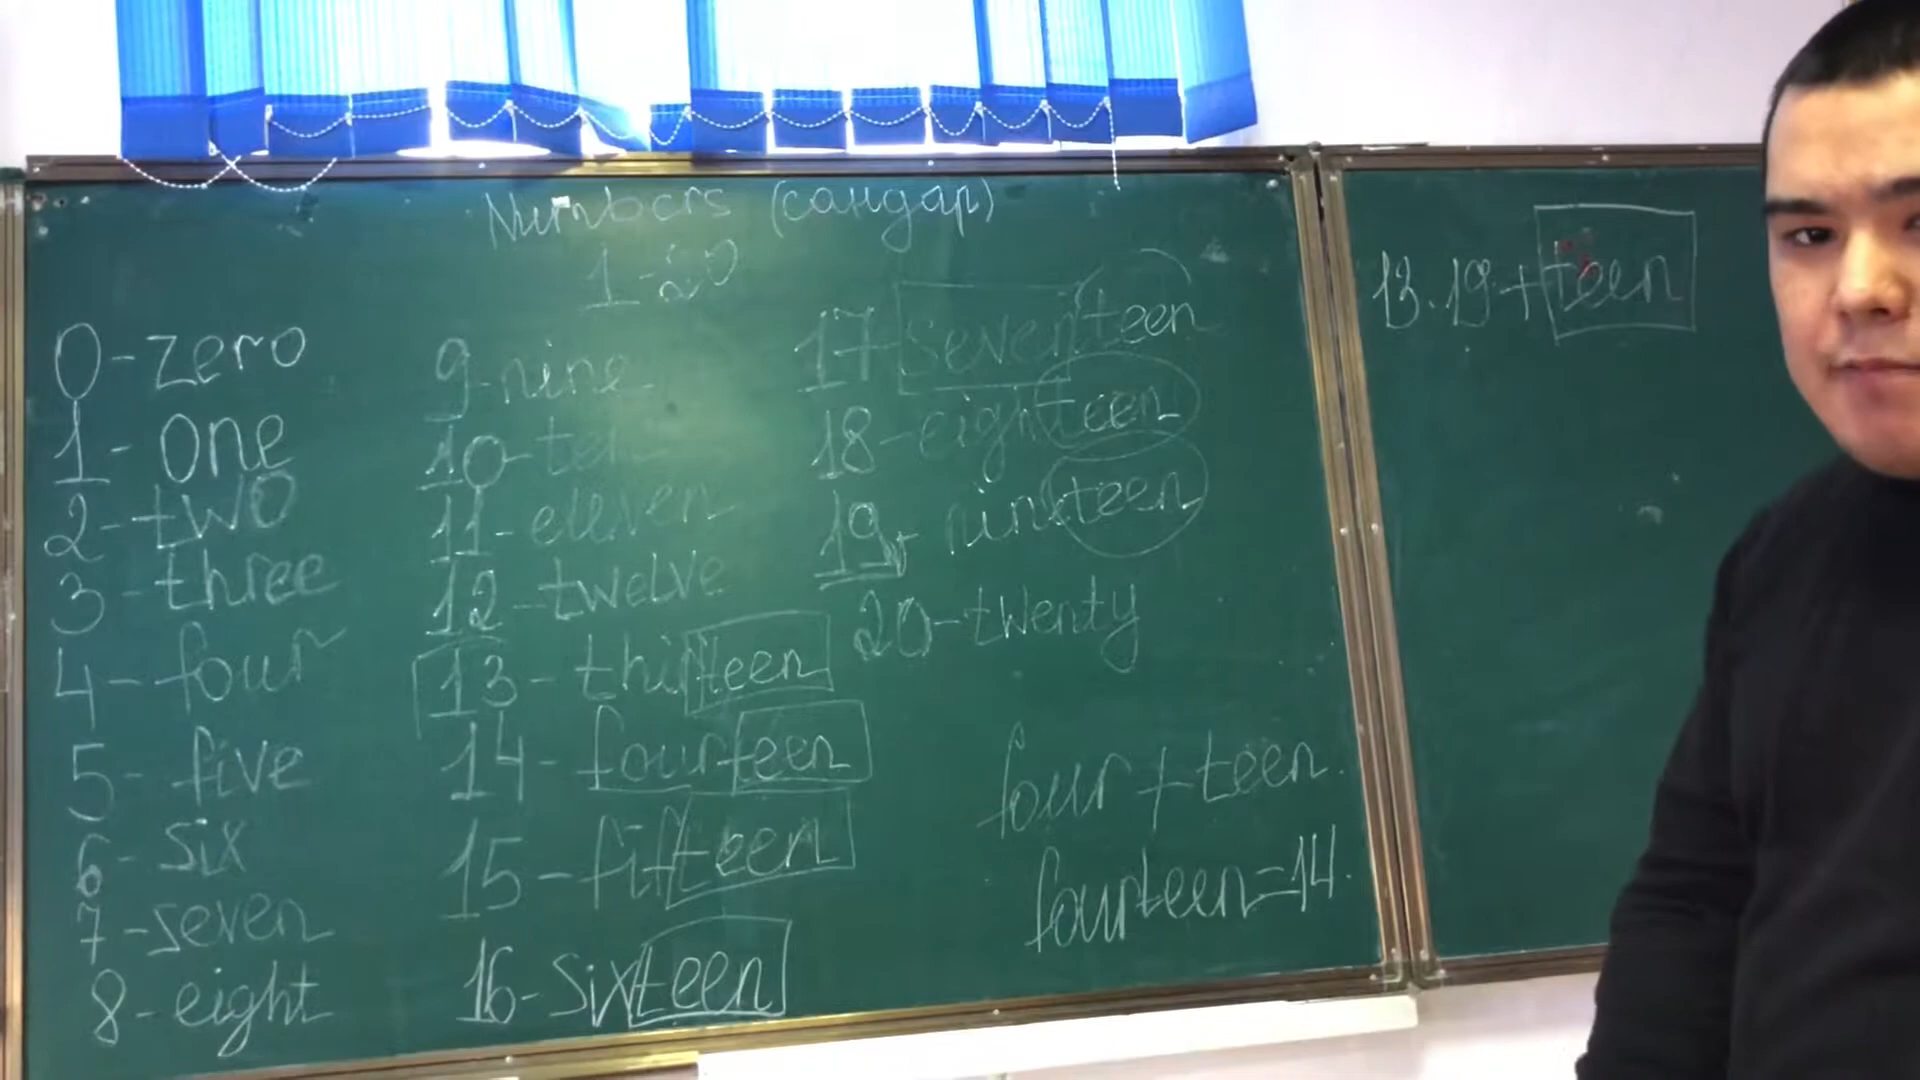 Numbers (сандар)
1-20
0-zero
1-one
2-two
3-three
4-four
5-five
6-six
7-seven
8-eight
9-nine
10-ten
11-eleven
12-twelve
13-thirteen
14-fourteen
15-fifteen
16-sixteen
17-seventeen
18-eighteen
19-nineteen
20-twenty
four+teen.
fourteen=14.
13.19+teen